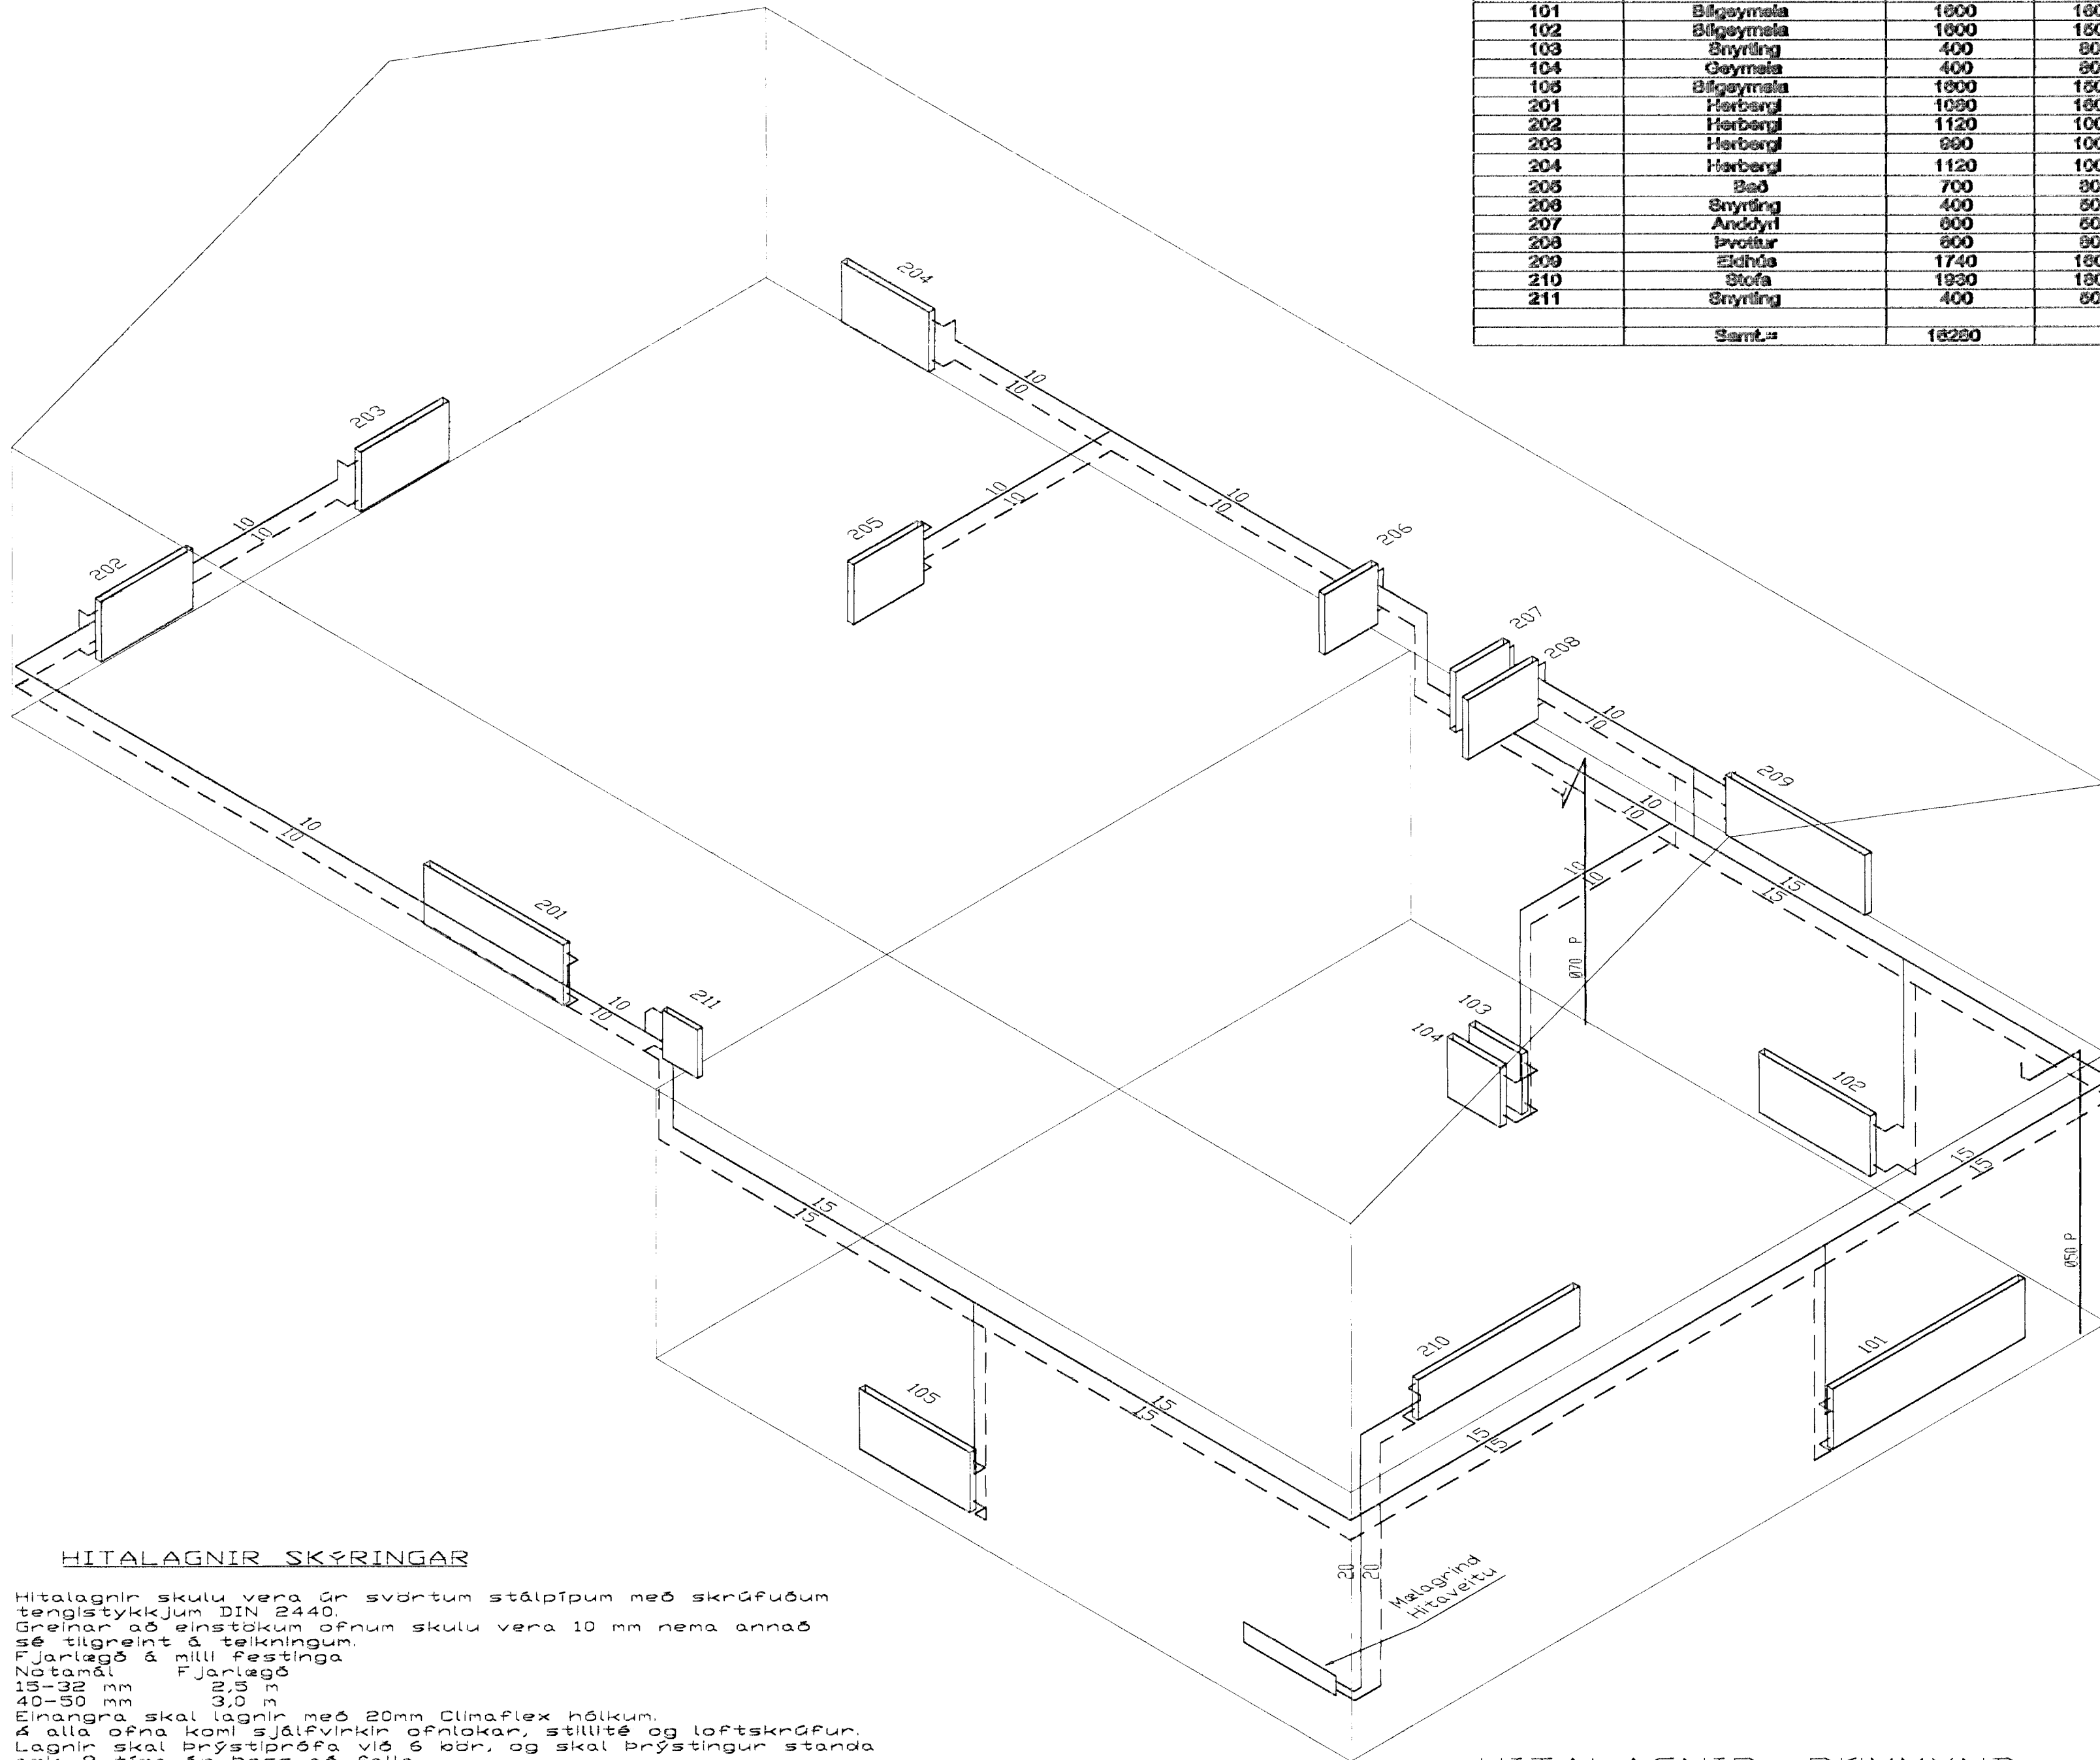 101 Bílgeymsla 1600
102 Bílgeymsla 1600
103 Snyrting 400
104 Geymsla 400
105 Bílgeymsla 1600
201 Herbergi 1080
202 Herbergi 1120
203 Herbergi 990
204 Herbergi 1120
205 Bað 700
206 Snyrting 400
207 Anddyri 600
208 Þvottur 600
209 Eldhús 1740
210 Stofa 1930
211 Snyrting 400
Samt.= 16280
204
10
10
203
10
10
205
10
10
10
10
206
202
10
10
207
208
10
10
209
10
10
10
10
15
15
10
10
201
10
10
211
Ø70 P
103
104
102
15
15
15
15
Ø50 P
210
101
105
15
15
15
15
20
20
Mælagrind
Hitaveitu
HITALAGNIR SKÝRINGAR
Hitalagnir skulu vera úr svörtum stálpípum með skrúfuðum
tengistykkjum DIN 2440.
Greinar að einstökum ofnum skulu vera 10 mm nema annað
sé tilgreint á teikningum.
Fjarlægð á milli festinga
Notamál Fjarlægð
15-32 mm 2,5 m
40-50 mm 3,0 m
Einangra skal lagnir með 20mm Climaflex hólkum.
Á alla ofna komi sjálfvirkir ofnlokar, stillité og loftskrúfur.
Lagnir skal þrýstiprófa við 6 bör, og skal þrýstingur standa